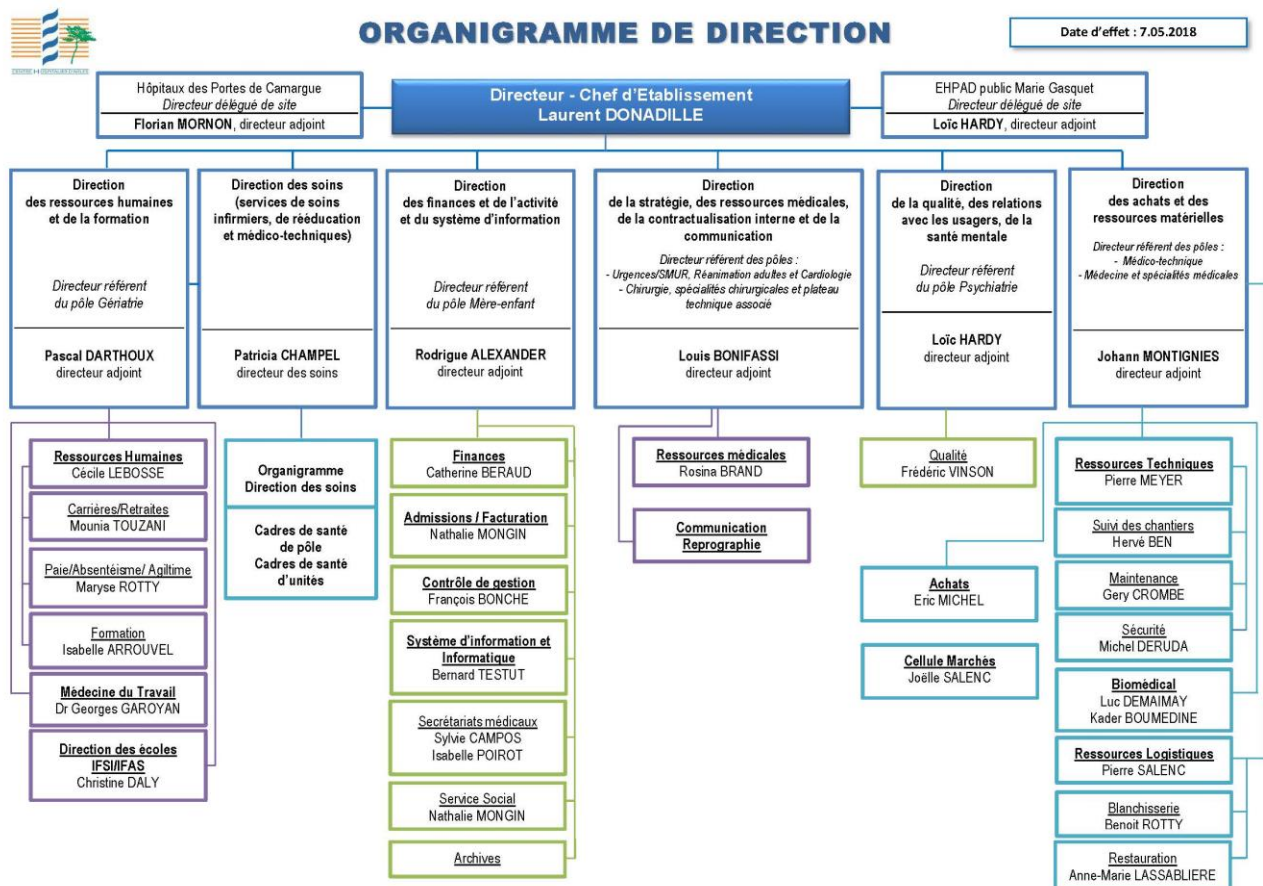 ORGANIGRAMME DE DIRECTION
Date d'effet : 7.05.2018
CENTRE HOSPITALIER D'ARLES
Hôpitaux des Portes de Camargue
Directeur délégué de site
Florian MORNON, directeur adjoint
Directeur - Chef d'Etablissement
Laurent DONADILLE
EHPAD public Marie Gasquet
Directeur délégué de site
Loïc HARDY, directeur adjoint
Direction
des ressources humaines
et de la formation
Directeur référent
du pôle Gériatrie
Pascal DARTHOUX
directeur adjoint
Direction des soins
(services de soins
infirmiers, de rééducation
et médico-techniques)
Patricia CHAMPEL
directeur des soins
Direction
des finances et de l'activité
et du système d'information
Directeur référent
du pôle Mère-enfant
Rodrigue ALEXANDER
directeur adjoint
Direction
de la stratégie, des ressources médicales,
de la contractualisation interne et de la
communication
Directeur référent des pôles :
- Urgences/SMUR, Réanimation adultes et Cardiologie
- Chirurgie, spécialités chirurgicales et plateau
technique associé
Louis BONIFASSI
directeur adjoint
Direction
de la qualité, des relations
avec les usagers, de la
santé mentale
Directeur référent
du pôle Psychiatrie
Loïc HARDY
directeur adjoint
Direction
des achats et des
ressources matérielles
Directeur référent des pôles :
- Médico-technique
- Médecine et spécialités médicales
Johann MONTIGNIES
directeur adjoint
Ressources Humaines
Cécile LEBOSSE
Carrières/Retraites
Mounia TOUZANI
Paie/Absentéisme/ Agiltime
Maryse ROTTY
Formation
Isabelle ARROUVEL
Médecine du Travail
Dr Georges GAROYAN
Direction des écoles
IFSI/IFAS
Christine DALY
Organigramme
Direction des soins
Cadres de santé
de pôle
Cadres de santé
d'unités
Finances
Catherine BERAUD
Admissions / Facturation
Nathalie MONGIN
Contrôle de gestion
François BONCHE
Système d'information et
Informatique
Bernard TESTUT
Secrétariats médicaux
Sylvie CAMPOS
Isabelle POIROT
Service Social
Nathalie MONGIN
Archives
Ressources médicales
Rosina BRAND
Communication
Reprographie
Qualité
Frédéric VINSON
Achats
Eric MICHEL
Cellule Marchés
Joëlle SALENC
Ressources Techniques
Pierre MEYER
Suivi des chantiers
Hervé BEN
Maintenance
Gery CROMBE
Sécurité
Michel DERUDA
Biomédical
Luc DEMAIMAY
Kader BOUMEDINE
Ressources Logistiques
Pierre SALENC
Blanchisserie
Benoit ROTTY
Restauration
Anne-Marie LASSABLIERE